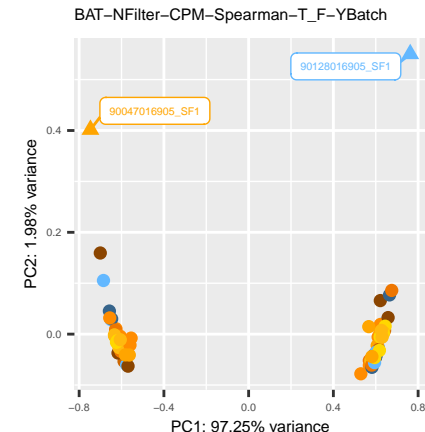 BAT−NFilter−CPM−Spearman−T_F−YBatch
90128016905_SF1
90047016905_SF1
0.4
0.2
0.0
PC2: 1.98% variance
−0.8 −0.4 0.0 0.4 0.8
PC1: 97.25% variance